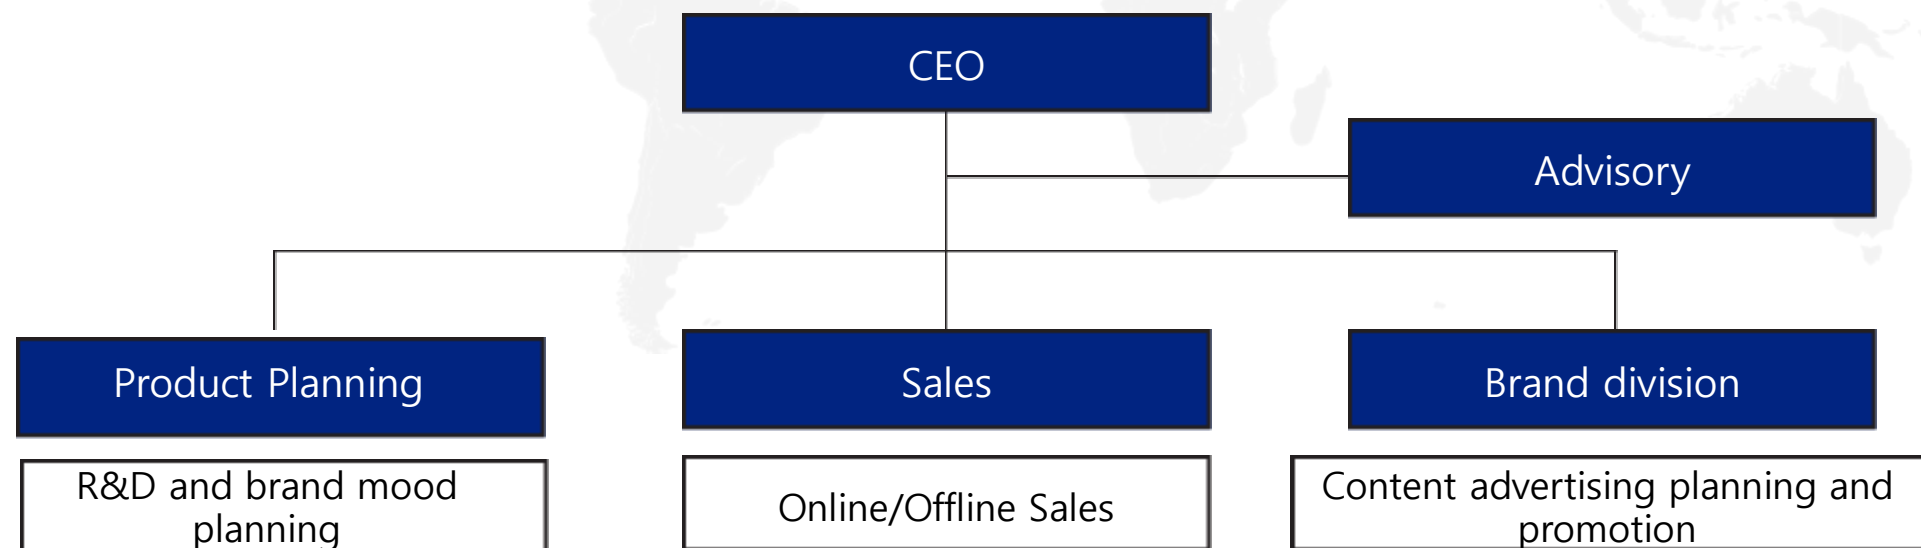 CEO
Advisory
Product Planning
Sales
Brand division
R&D and brand mood
planning
Online/Offline Sales
Content advertising planning and
promotion